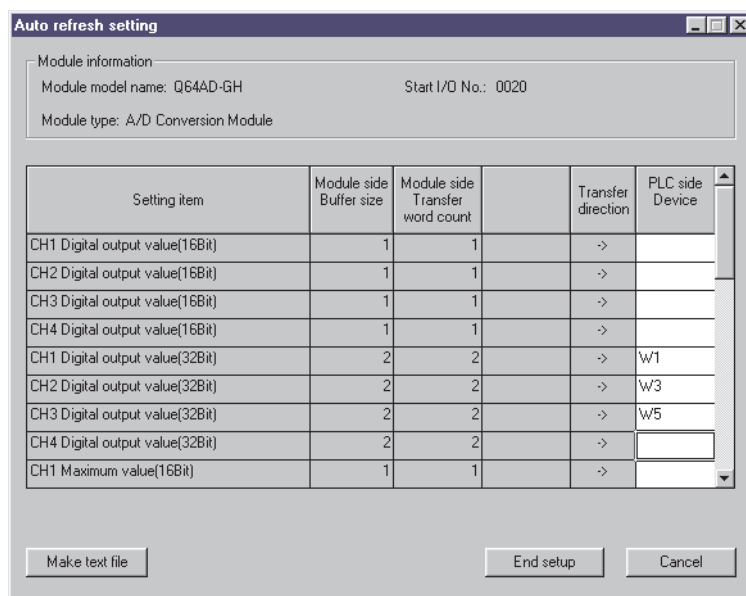 Auto refresh setting
Module information
Module model name: Q64AD-GH Start I/O No.: 0020
Module type: A/D Conversion Module
Setting item Module side Buffer size Module side Transfer word count Transfer direction PLC side Device
CH1 Digital output value(16Bit) 1 1 -> 
CH2 Digital output value(16Bit) 1 1 -> 
CH3 Digital output value(16Bit) 1 1 -> 
CH4 Digital output value(16Bit) 1 1 -> 
CH1 Digital output value(32Bit) 2 2 -> W1
CH2 Digital output value(32Bit) 2 2 -> W3
CH3 Digital output value(32Bit) 2 2 -> W5
CH4 Digital output value(32Bit) 2 2 -> 
CH1 Maximum value(16Bit) 1 1 -> 
Make text file End setup Cancel